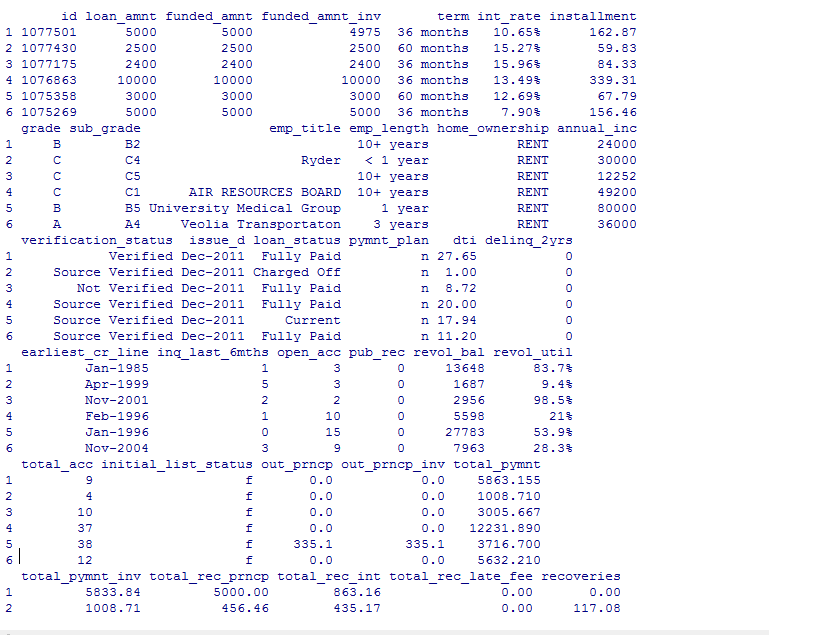 id loan_amnt funded_amnt funded_amnt_inv term int_rate installment
1 1077501 5000 5000 4975 36 months 10.65% 162.87
2 1077430 2500 2500 2500 60 months 15.27% 59.83
3 1077175 2400 2400 2400 36 months 15.96% 84.33
4 1076863 10000 10000 10000 36 months 13.49% 339.31
5 1075358 3000 3000 3000 60 months 12.69% 67.79
6 1075269 5000 5000 5000 36 months 7.90% 156.46
grade sub_grade emp_title emp_length home_ownership annual_inc
1 B B2 10+ years RENT 24000
2 C C4 Ryder < 1 year RENT 30000
3 C C5 10+ years RENT 12252
4 C C1 AIR RESOURCES BOARD 10+ years RENT 49200
5 B B5 University Medical Group 1 year RENT 80000
6 A A4 Veolia Transportaton 3 years RENT 36000
verification_status issue_d loan_status pymnt_plan dti delinq_2yrs
1 Verified Dec-2011 Fully Paid n 27.65 0
2 Source Verified Dec-2011 Charged Off n 1.00 0
3 Not Verified Dec-2011 Fully Paid n 8.72 0
4 Source Verified Dec-2011 Fully Paid n 20.00 0
5 Source Verified Dec-2011 Current n 17.94 0
6 Source Verified Dec-2011 Fully Paid n 11.20 0
earliest_cr_line inq_last_6mths open_acc pub_rec revol_bal revol_util
1 Jan-1985 1 3 0 13648 83.7%
2 Apr-1999 5 3 0 1687 9.4%
3 Nov-2001 2 2 0 2956 98.5%
4 Feb-1996 1 10 0 5598 21%
5 Jan-1996 0 15 0 27783 53.9%
6 Nov-2004 3 9 0 7963 28.3%
total_acc initial_list_status out_prncp out_prncp_inv total_pymnt
1 9 f 0.0 0.0 5863.155
2 4 f 0.0 0.0 1008.710
3 10 f 0.0 0.0 3005.667
4 37 f 0.0 0.0 12231.890
5 38 f 335.1 335.1 3716.700
6 12 f 0.0 0.0 5632.210
total_pymnt_inv total_rec_prncp total_rec_int total_rec_late_fee recoveries
1 5833.84 5000.00 863.16 0.00 0.00
2 1008.71 456.46 435.17 0.00 117.08